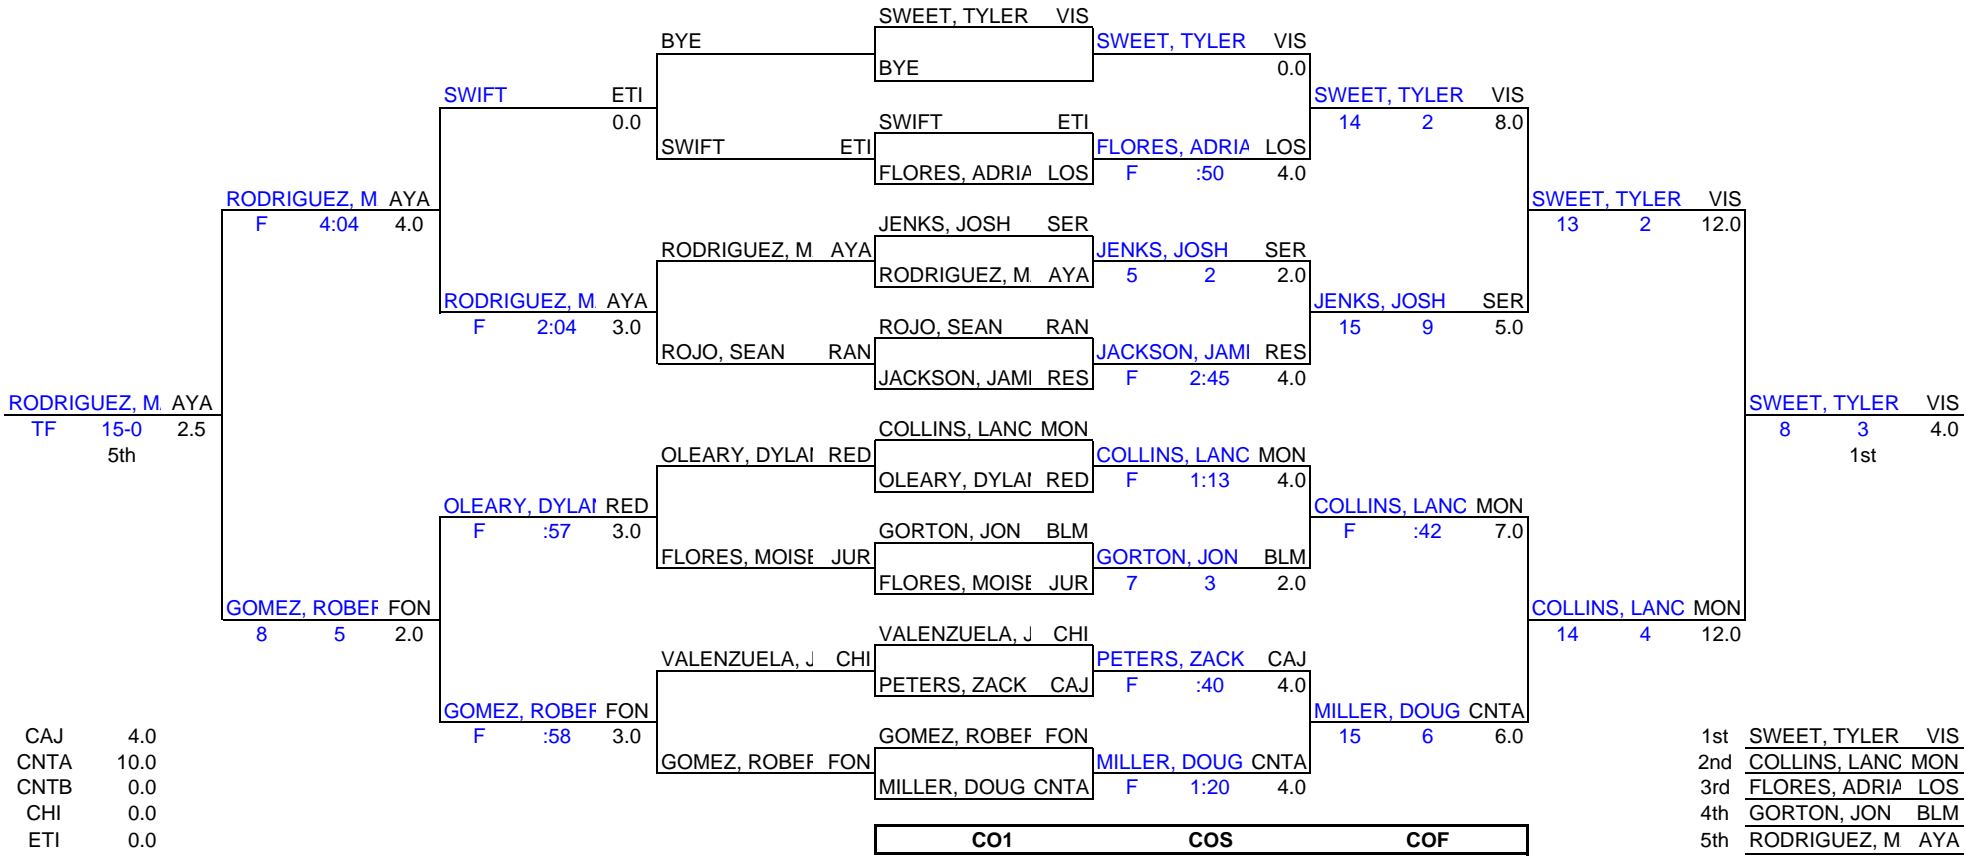 SWEET, TYLER VIS
BYE SWEET, TYLER VIS
BYE 0.0
SWIFT ETI SWEET, TYLER VIS
0.0 SWIFT ETI 14 2 8.0
SWIFT ETI FLORES, ADRIA LOS
FLORES, ADRIA LOS F :50 4.0
RODRIGUEZ, M AYA SWEET, TYLER VIS
F 4:04 4.0 JENKS, JOSH SER 13 2 12.0
RODRIGUEZ, M. AYA JENKS, JOSH SER
RODRIGUEZ, M. AYA 5 2 2.0
RODRIGUEZ, M. AYA JENKS, JOSH SER
F 2:04 3.0 ROJO, SEAN RAN 15 9 5.0
ROJO, SEAN RAN JACKSON, JAMI RES
JACKSON, JAMI RES F 2:45 4.0
RODRIGUEZ, M. AYA SWEET, TYLER VIS
TF 15-0 2.5 COLLINS, LANC MON 8 3 4.0
5th OLEARY, DYLAN RED COLLINS, LANC MON 1st
OLEARY, DYLAN RED F 1:13 4.0
OLEARY, DYLAN RED COLLINS, LANC MON
F :57 3.0 GORTON, JON BLM F :42 7.0
FLORES, MOISE JUR GORTON, JON BLM
FLORES, MOISE JUR 7 3 2.0
GOMEZ, ROBER FON COLLINS, LANC MON
8 5 2.0 VALENZUELA, J CHI 14 4 12.0
VALENZUELA, J CHI PETERS, ZACK CAJ
PETERS, ZACK CAJ F :40 4.0
GOMEZ, ROBER FON MILLER, DOUG CNTA
CAJ 4.0 F :58 3.0 GOMEZ, ROBER FON 15 6 6.0 1st SWEET, TYLER VIS
CNTA 10.0 GOMEZ, ROBER FON MILLER, DOUG CNTA 2nd COLLINS, LANC MON
CNTB 0.0 MILLER, DOUG CNTA F 1:20 4.0 3rd FLORES, ADRIA LOS
CHI 0.0 4th GORTON, JON BLM
ETI 0.0 CO1 COS COF 5th RODRIGUEZ, M. AYA